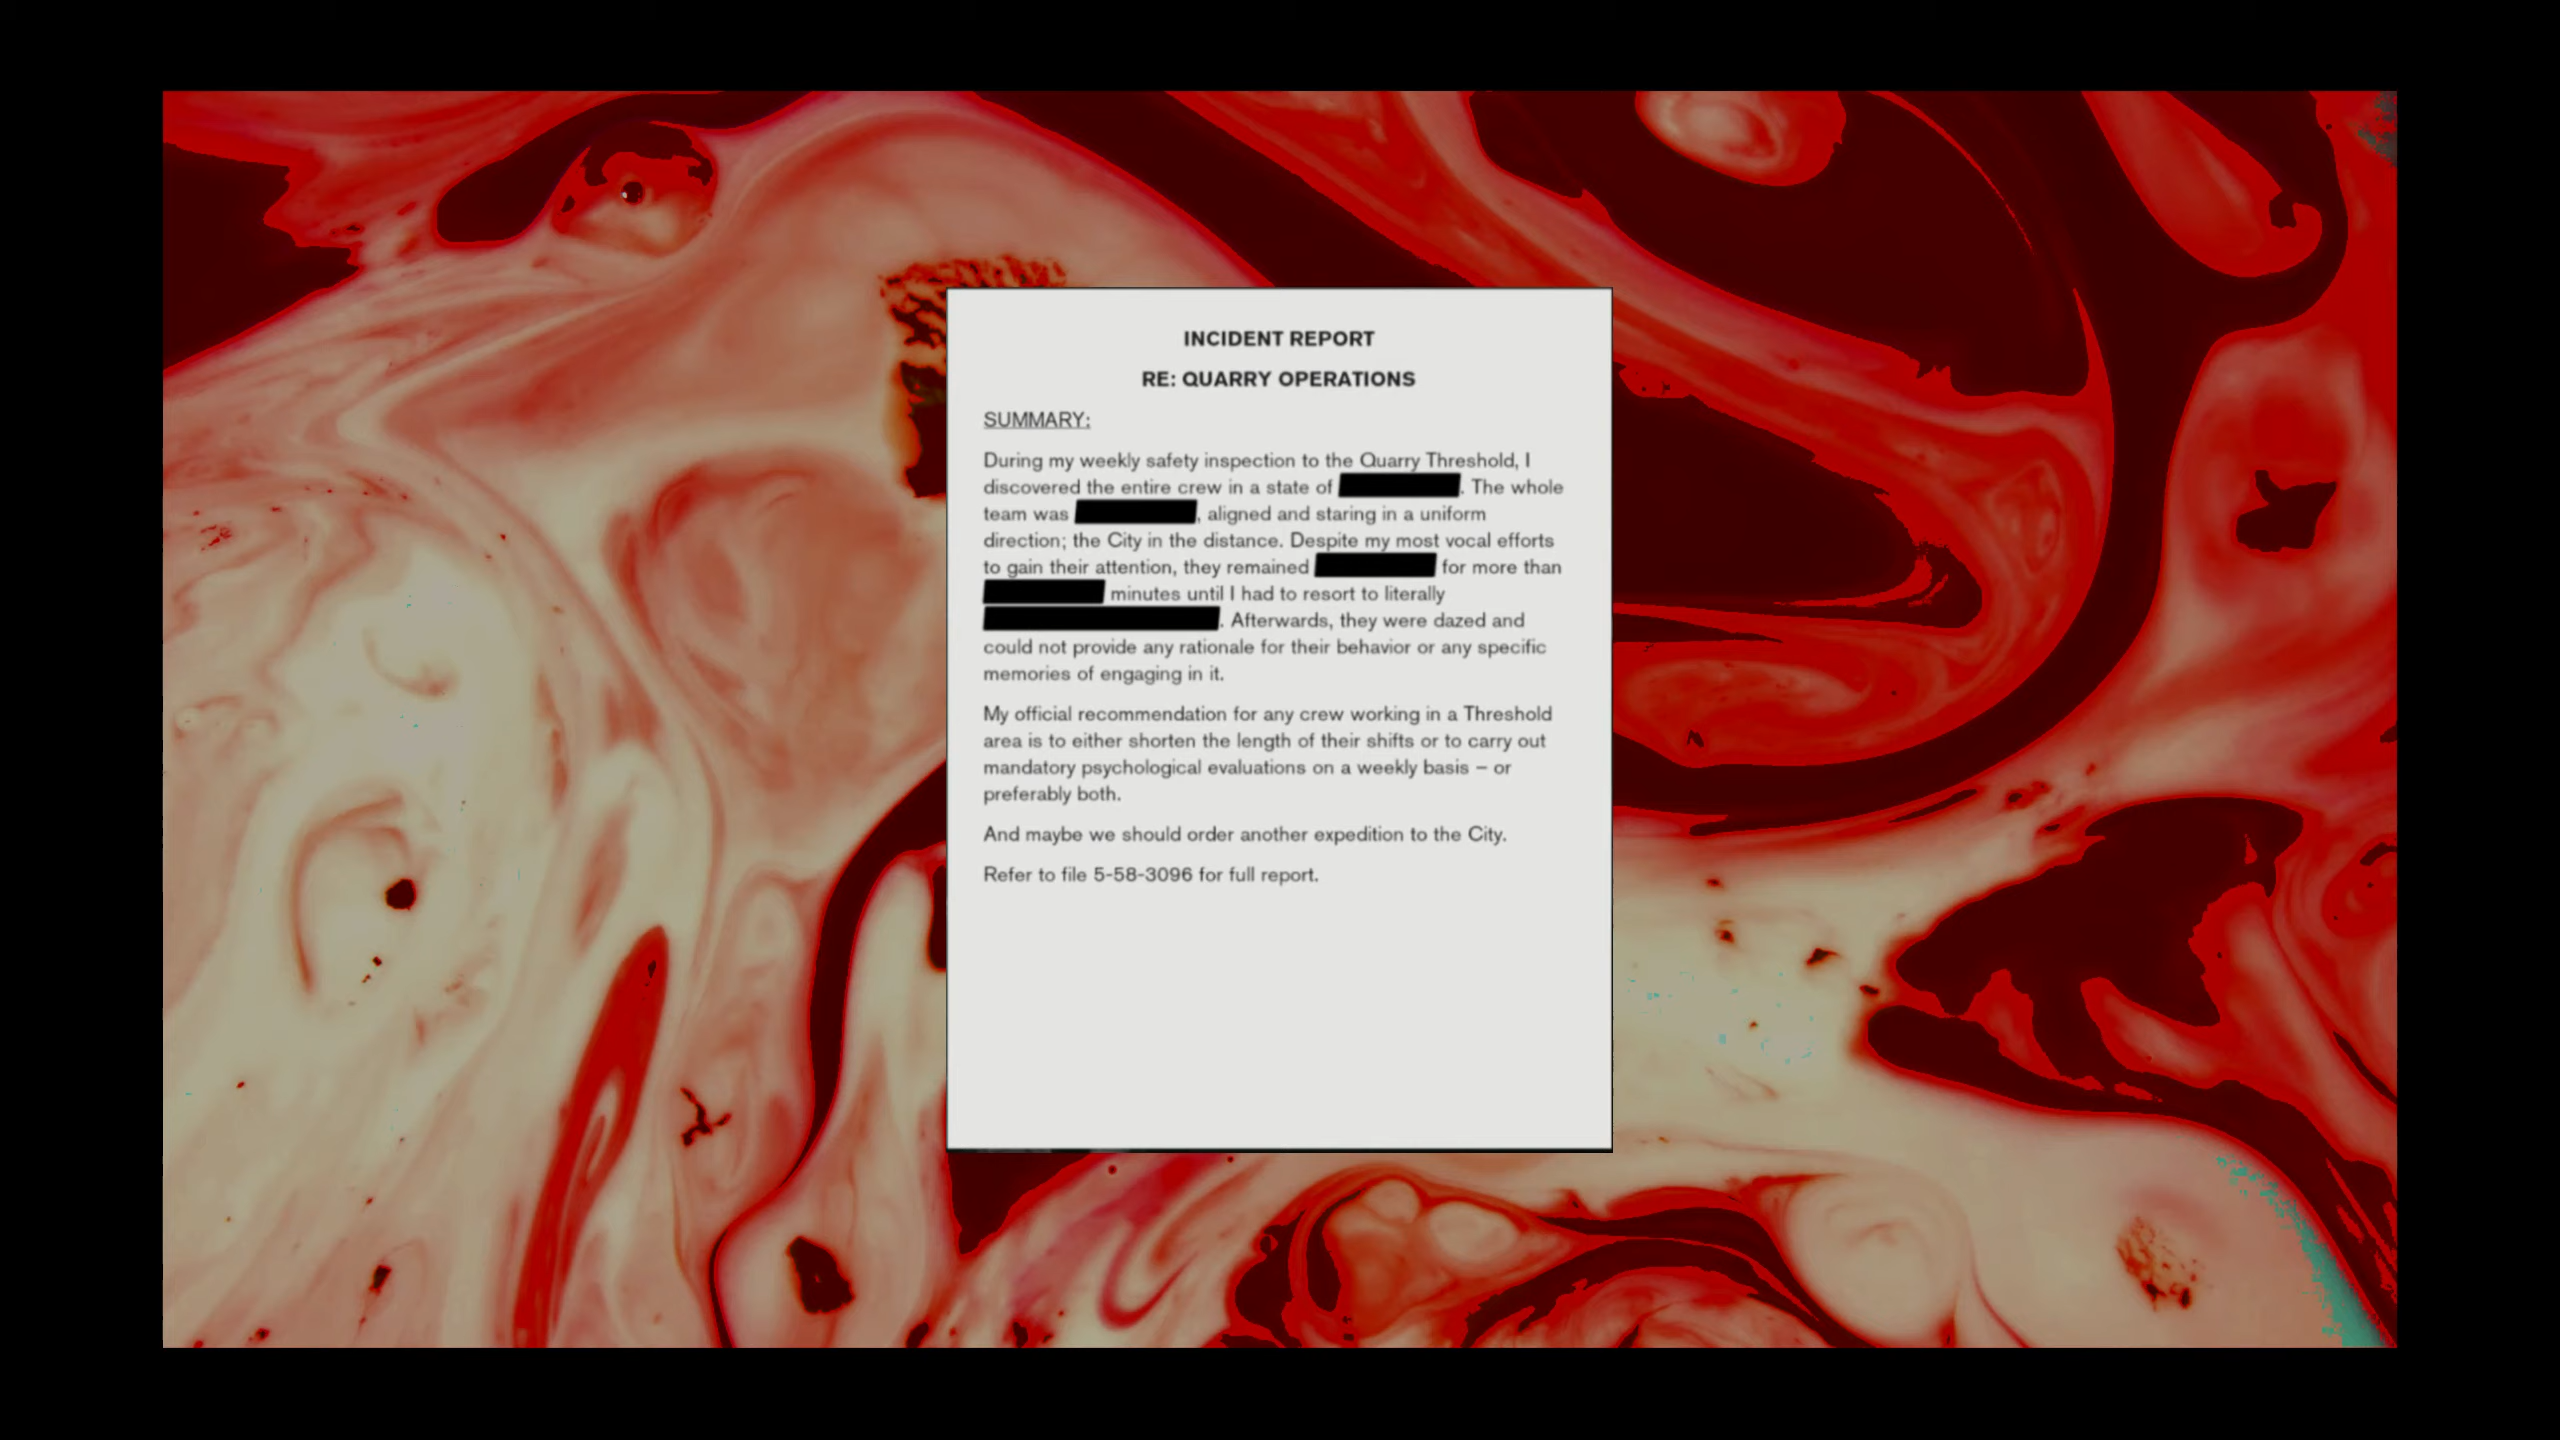 INCIDENT REPORT
RE: QUARRY OPERATIONS
SUMMARY:
During my weekly safety inspection to the Quarry Threshold, I
discovered the entire crew in a state of . The whole
team was , aligned and staring in a uniform
direction; the City in the distance. Despite my most vocal efforts
to gain their attention, they remained for more than
minutes until I had to resort to literally
. Afterwards, they were dazed and
could not provide any rationale for their behavior or any specific
memories of engaging in it.
My official recommendation for any crew working in a Threshold
area is to either shorten the length of their shifts or to carry out
mandatory psychological evaluations on a weekly basis – or
preferably both.
And maybe we should order another expedition to the City.
Refer to file 5-58-3096 for full report.